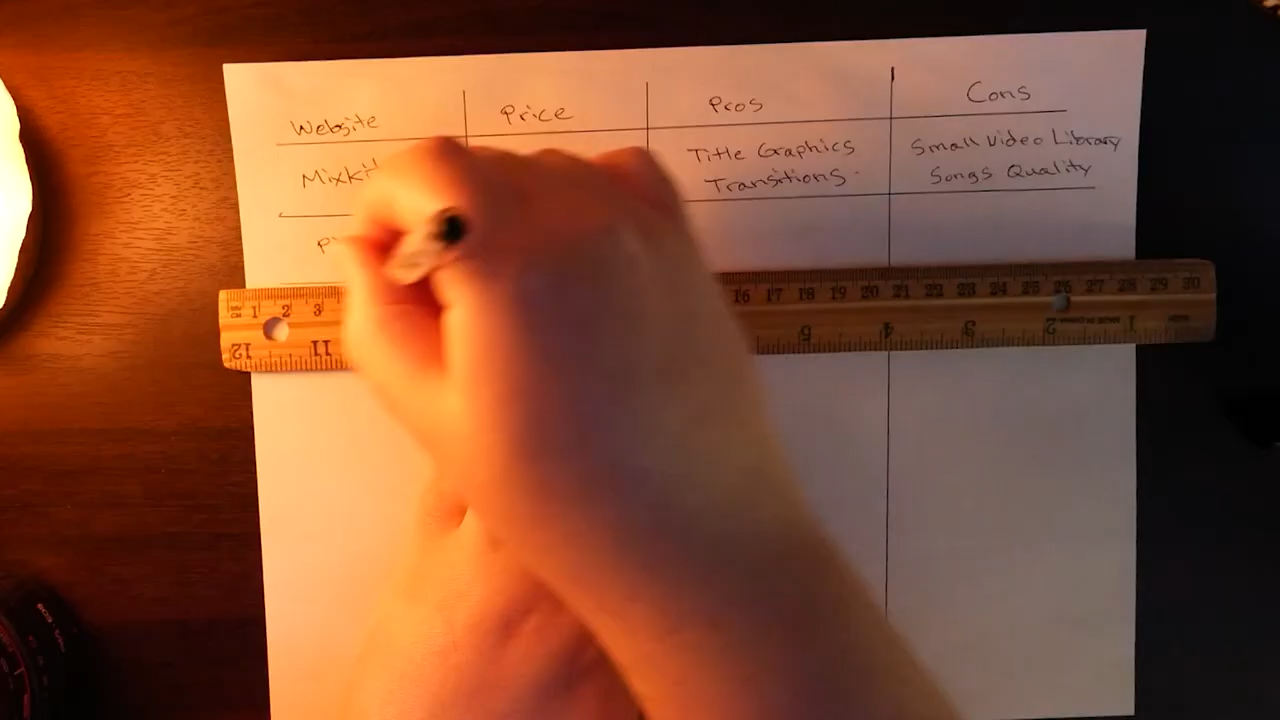 Website Price Pros Cons
Title Graphics Small Video Library
Transitions Songs Quality
1 2 3 16 17 18 19 20 21 22 23 24 25 26 27 28 29 30
12 11 5 4 3 2 1